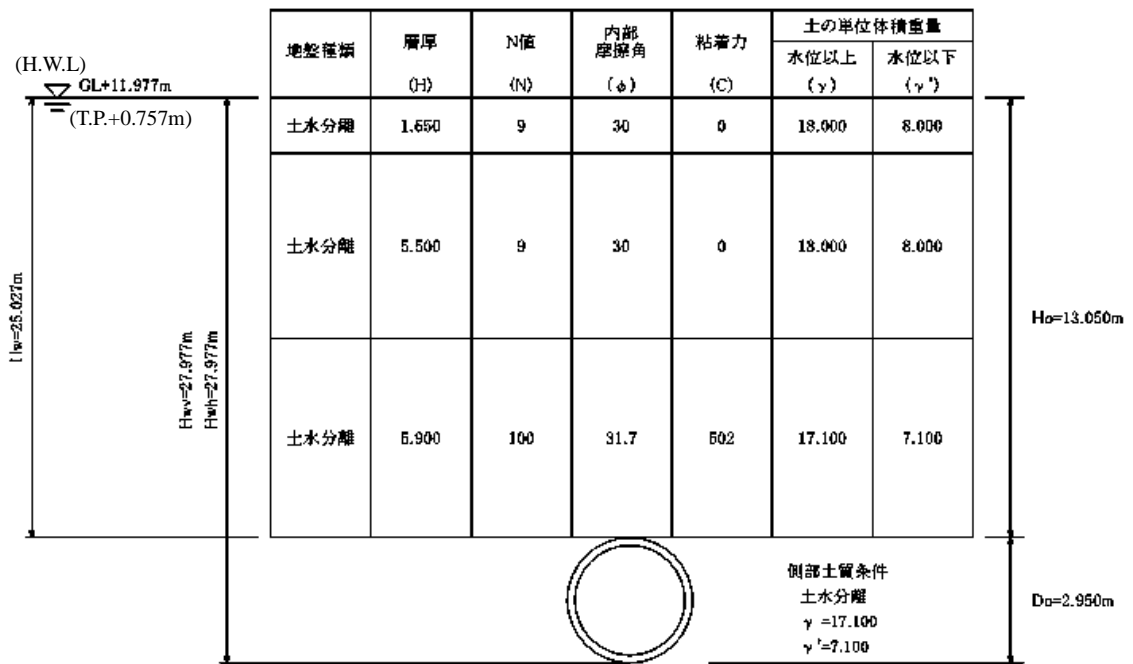 地盤種類
層厚
(H)
N値
(N)
内部
摩擦角
(φ)
粘着力
(C)
土の単位体積重量
水位以上
(γ)
水位以下
(γ')
(H.W.L)
GL+11.977m
(T.P.+0.757m)
土水分離 1.650 9 30 0 18.000 8.000
土水分離 5.500 9 30 0 18.000 8.000
土水分離 5.900 100 31.7 502 17.100 7.100
Hw=25.027m
Hwv=27.977m
Hwh=27.977m
Ho=13.050m
側部土質条件
土水分離
γ =17.100
γ'=7.100
Do=2.950m